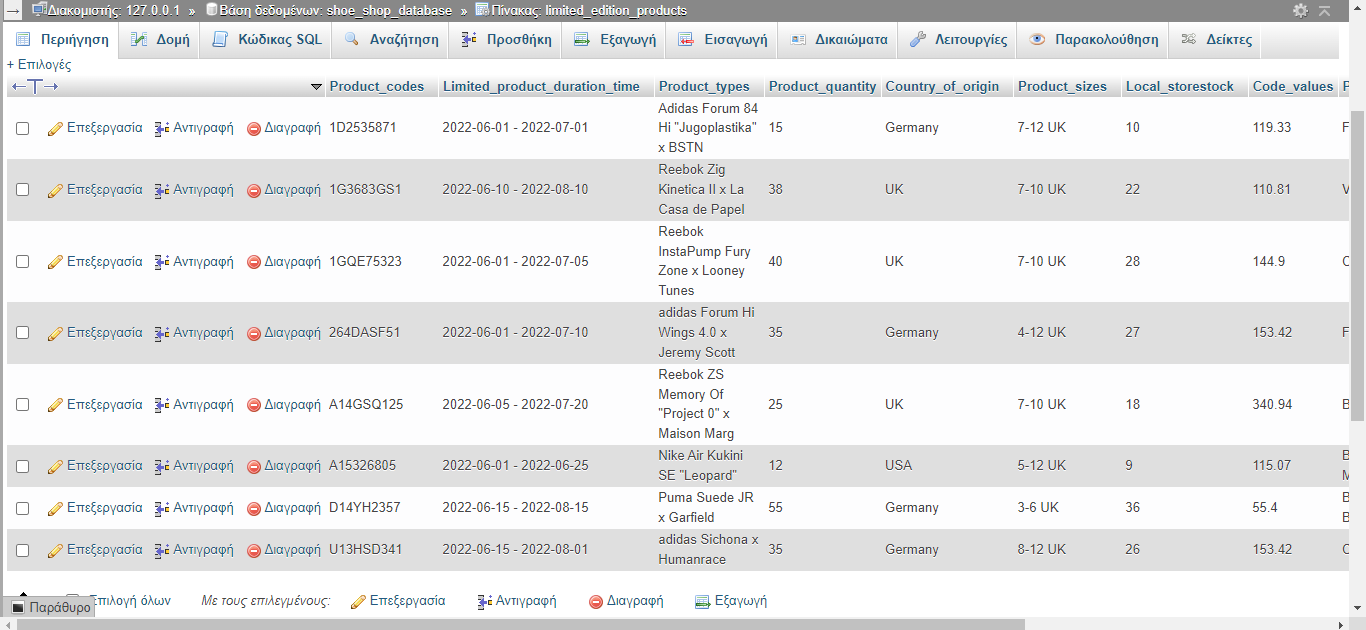 Διακομιστής: 127.0.0.1 » Βάση δεδομένων: shoe_shop_database » Πίνακας: limited_edition_products
Περιήγηση Δομή Κώδικας SQL Αναζήτηση Προσθήκη Εξαγωγή Εισαγωγή Δικαιώματα Λειτουργίες Παρακολούθηση Δείκτες
+ Επιλογές
←T→ Product_codes Limited_product_duration_time Product_types Product_quantity Country_of_origin Product_sizes Local_storestock Code_values P
Adidas Forum 84
Επεξεργασία Αντιγραφή Διαγραφή 1D2535871 2022-06-01 - 2022-07-01 Hi "Jugoplastika" 15 Germany 7-12 UK 10 119.33 F
x BSTN
Reebok Zig
Επεξεργασία Αντιγραφή Διαγραφή 1G3683GS1 2022-06-10 - 2022-08-10 Kinetica II x La 38 UK 7-10 UK 22 110.81 V
Casa de Papel
Reebok
InstaPump Fury
Επεξεργασία Αντιγραφή Διαγραφή 1GQE75323 2022-06-01 - 2022-07-05 Zone x Looney 40 UK 7-10 UK 28 144.9
Tunes
adidas Forum Hi
Επεξεργασία Αντιγραφή Διαγραφή 264DASF51 2022-06-01 - 2022-07-10 Wings 4.0 x 35 Germany 4-12 UK 27 153.42 F
Jeremy Scott
Reebok ZS
Memory Of
Επεξεργασία Αντιγραφή Διαγραφή A14GSQ125 2022-06-05 - 2022-07-20 "Project 0" x 25 UK 7-10 UK 18 340.94 B
Maison Marg
Nike Air Kukini
Επεξεργασία Αντιγραφή Διαγραφή A15326805 2022-06-01 - 2022-06-25 SE "Leopard" 12 USA 5-12 UK 9 115.07
Puma Suede JR
Επεξεργασία Αντιγραφή Διαγραφή D14YH2357 2022-06-15 - 2022-08-15 x Garfield 55 Germany 3-6 UK 36 55.4
adidas Sichona x
Επεξεργασία Αντιγραφή Διαγραφή U13HSD341 2022-06-15 - 2022-08-01 Humanrace 35 Germany 8-12 UK 26 153.42
Επιλογή όλων Με τους επιλεγμένους: Επεξεργασία Αντιγραφή Διαγραφή Εξαγωγή
Παράθυρο